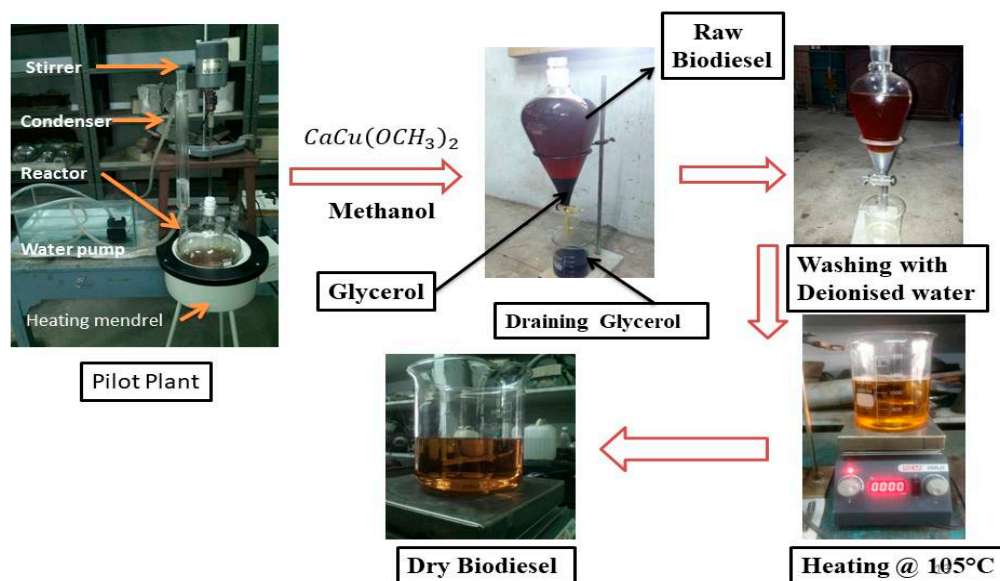 Stirrer
Condenser
Reactor
Water pump
Heating mendrel
Pilot Plant
CaCu(OCH₃)₂
Methanol
Raw
Biodiesel
Glycerol
Draining Glycerol
Washing with
Deionised water
0000
Heating @ 105°C
Dry Biodiesel